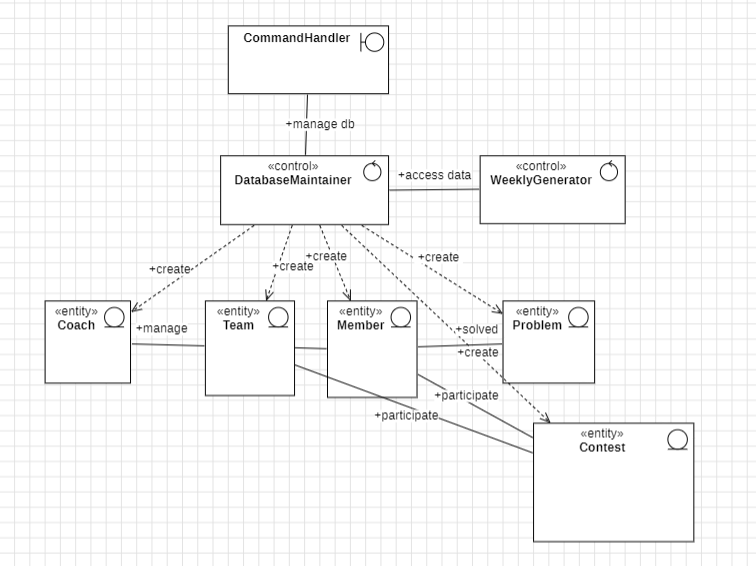 CommandHandler
+manage db
«control»
DatabaseMaintainer
+access data
«control»
WeeklyGenerator
+create
+create
+create
+create
«entity»
Coach
+manage
«entity»
Team
«entity»
Member
+solved
+create
«entity»
Problem
+participate
+participate
«entity»
Contest